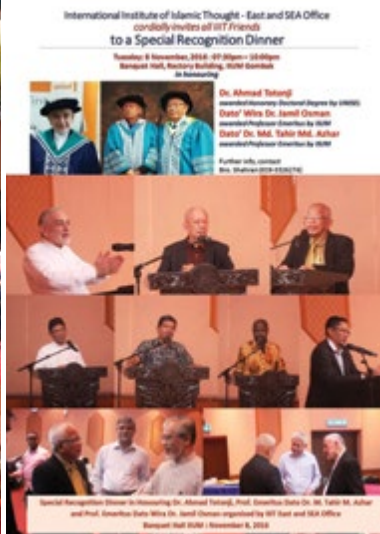 International Institute of Islamic Thought - East and SEA Office
cordially invites all IIIT Friends
to a Special Recognition Dinner
Tuesday: 8 November, 2016 - 07:30pm – 10:00pm
Banquet Hall, Rectory Building, IIUM Gombak
in honouring
Dr. Ahmad Totonji
awarded Honorary Doctoral Degree by
Dato' Wira Dr. Jamil Osman
awarded Professor Emeritus by IIUM
Dato' Dr. Md. Tahir Md. Azhar
awarded Professor Emeritus by IIUM
Further info, contact
Bro. Shahran
Special Recognition Dinner in Honouring Dr. Ahmad Totonji, Prof. Emeritus Dato Dr. M. Tahir M. Azhar
and Prof. Emeritus Dato Wira Dr. Jamil Osman organised by IIIT East and SEA Office
Banquet Hall IIUM : November 8, 2016